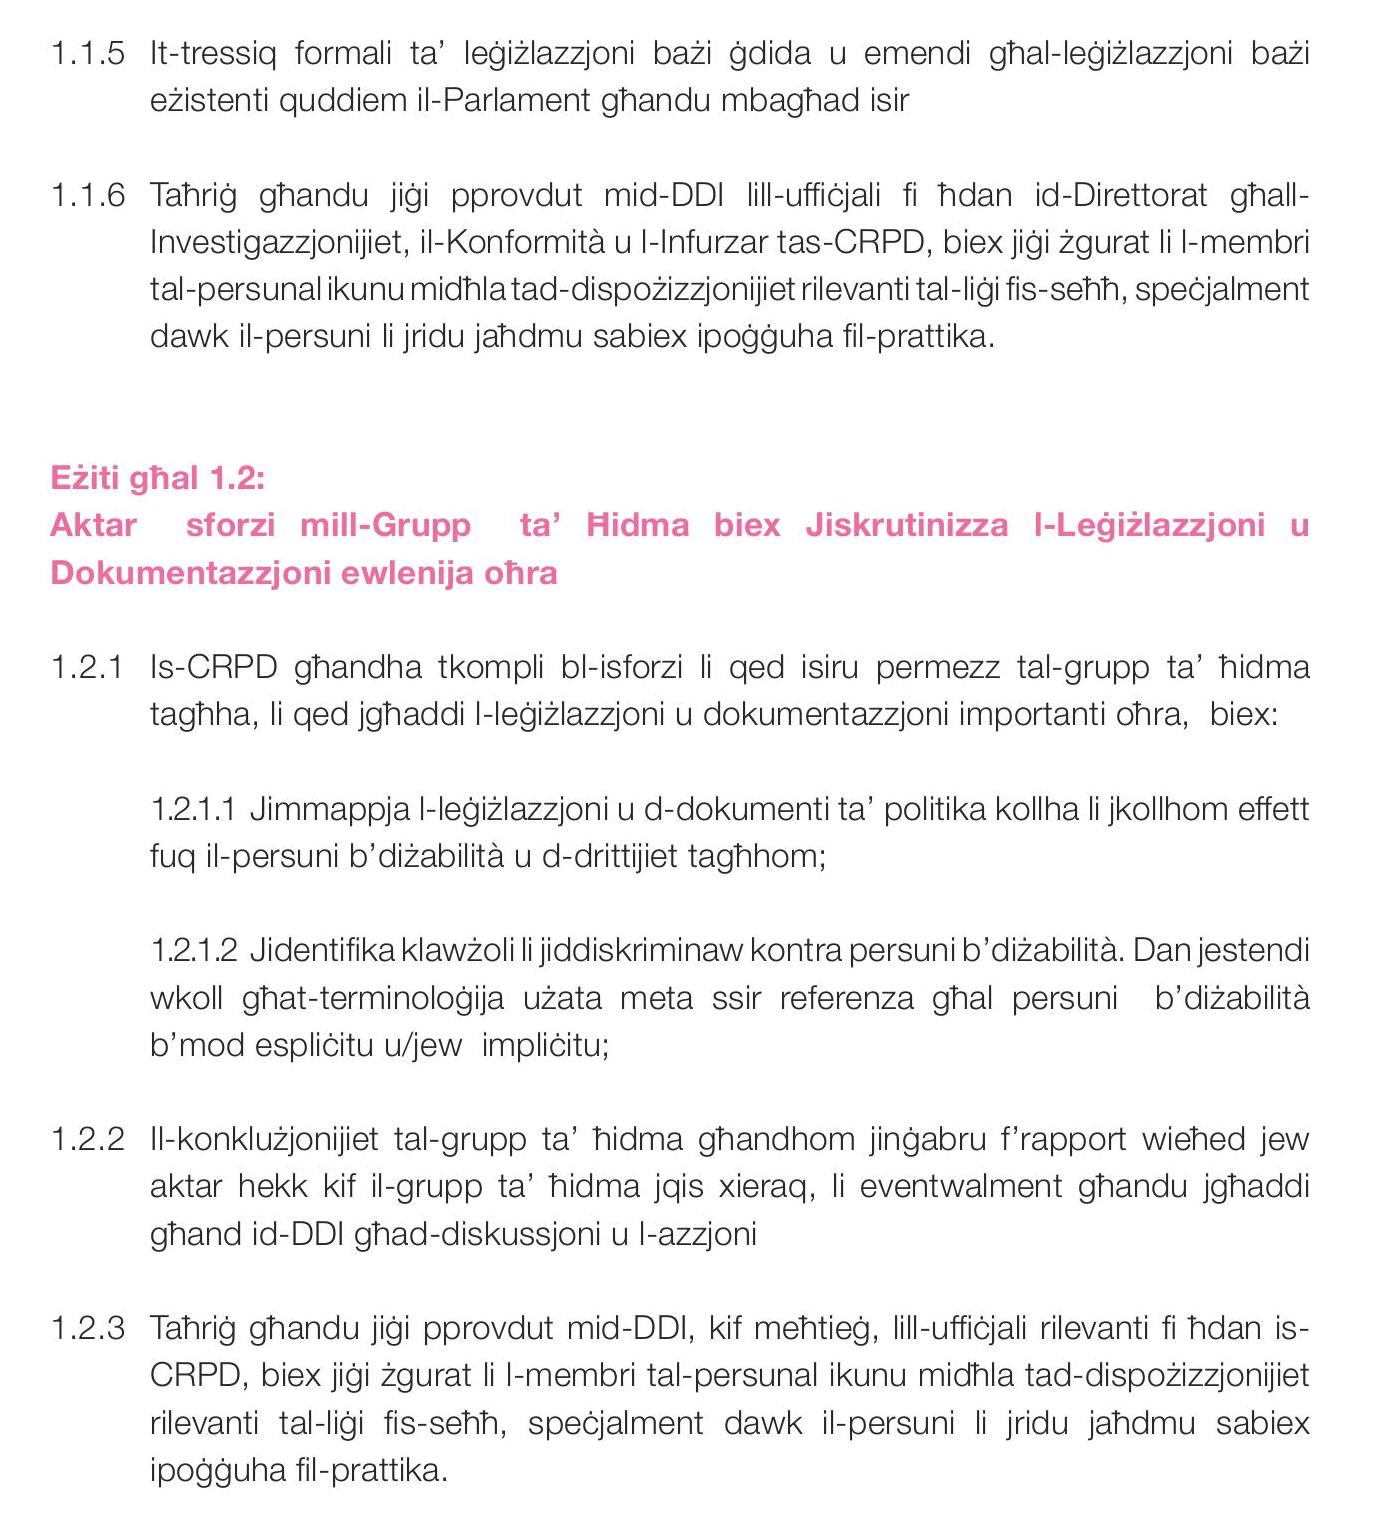 1.1.5 It-tressiq formali ta’ leġiżlazzjoni bażi ġdida u emendi għal-leġiżlazzjoni bażi
eżistenti quddiem il-Parlament għandu mbagħad isir
1.1.6 Taħriġ għandu jiġi pprovdut mid-DDI lill-uffiċjali fi ħdan id-Direttorat għall-
Investigazzjonijiet, il-Konformità u l-Infurzar tas-CRPD, biex jiġi żgurat li l-membri
tal-persunal ikunu midħla tad-dispożizzjonijiet rilevanti tal-liġi fis-seħħ, speċjalment
dawk il-persuni li jridu jaħdmu sabiex ipoġġuha fil-prattika.
Eżiti għal 1.2:
Aktar sforzi mill-Grupp ta’ Ħidma biex Jiskrutinizza l-Leġiżlazzjoni u
Dokumentazzjoni ewlenija oħra
1.2.1 Is-CRPD għandha tkompli bl-isforzi li qed isiru permezz tal-grupp ta’ ħidma
tagħha, li qed jgħaddi l-leġiżlazzjoni u dokumentazzjoni importanti oħra, biex:
1.2.1.1 Jimmappja l-leġiżlazzjoni u d-dokumenti ta’ politika kollha li jkollhom effett
fuq il-persuni b’diżabilità u d-drittijiet tagħhom;
1.2.1.2 Jidentifika klawżoli li jiddiskriminaw kontra persuni b’diżabilità. Dan jestendi
wkoll għat-terminoloġija użata meta ssir referenza għal persuni b’diżabilità
b’mod espliċitu u/jew impliċitu;
1.2.2 Il-konklużjonijiet tal-grupp ta’ ħidma għandhom jinġabru f’rapport wieħed jew
aktar hekk kif il-grupp ta’ ħidma jqis xieraq, li eventwalment għandu jgħaddi
għand id-DDI għad-diskussjoni u l-azzjoni
1.2.3 Taħriġ għandu jiġi pprovdut mid-DDI, kif meħtieġ, lill-uffiċjali rilevanti fi ħdan is-
CRPD, biex jiġi żgurat li l-membri tal-persunal ikunu midħla tad-dispożizzjonijiet
rilevanti tal-liġi fis-seħħ, speċjalment dawk il-persuni li jridu jaħdmu sabiex
ipoġġuha fil-prattika.